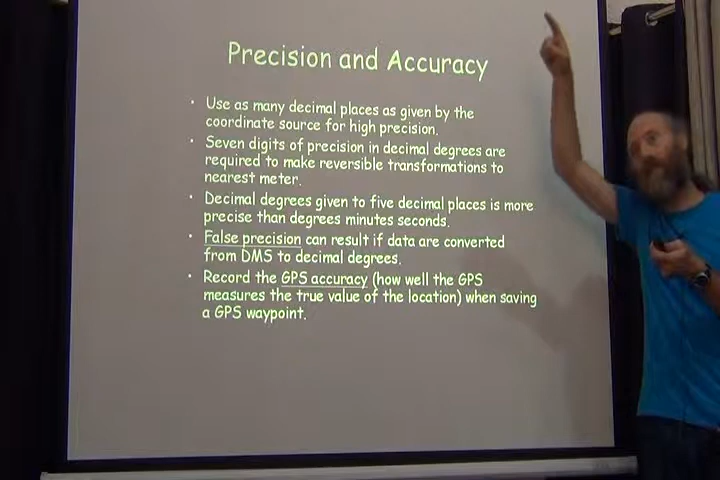 Precision and Accuracy
• Use as many decimal places as given by the
coordinate source for high precision.
• Seven digits of precision in decimal degrees are
required to make reversible transformations to
nearest meter.
• Decimal degrees given to five decimal places is more
precise than degrees minutes seconds.
• False precision can result if data are converted
from DMS to decimal degrees.
• Record the GPS accuracy (how well the GPS
measures the true value of the location) when saving
a GPS waypoint.